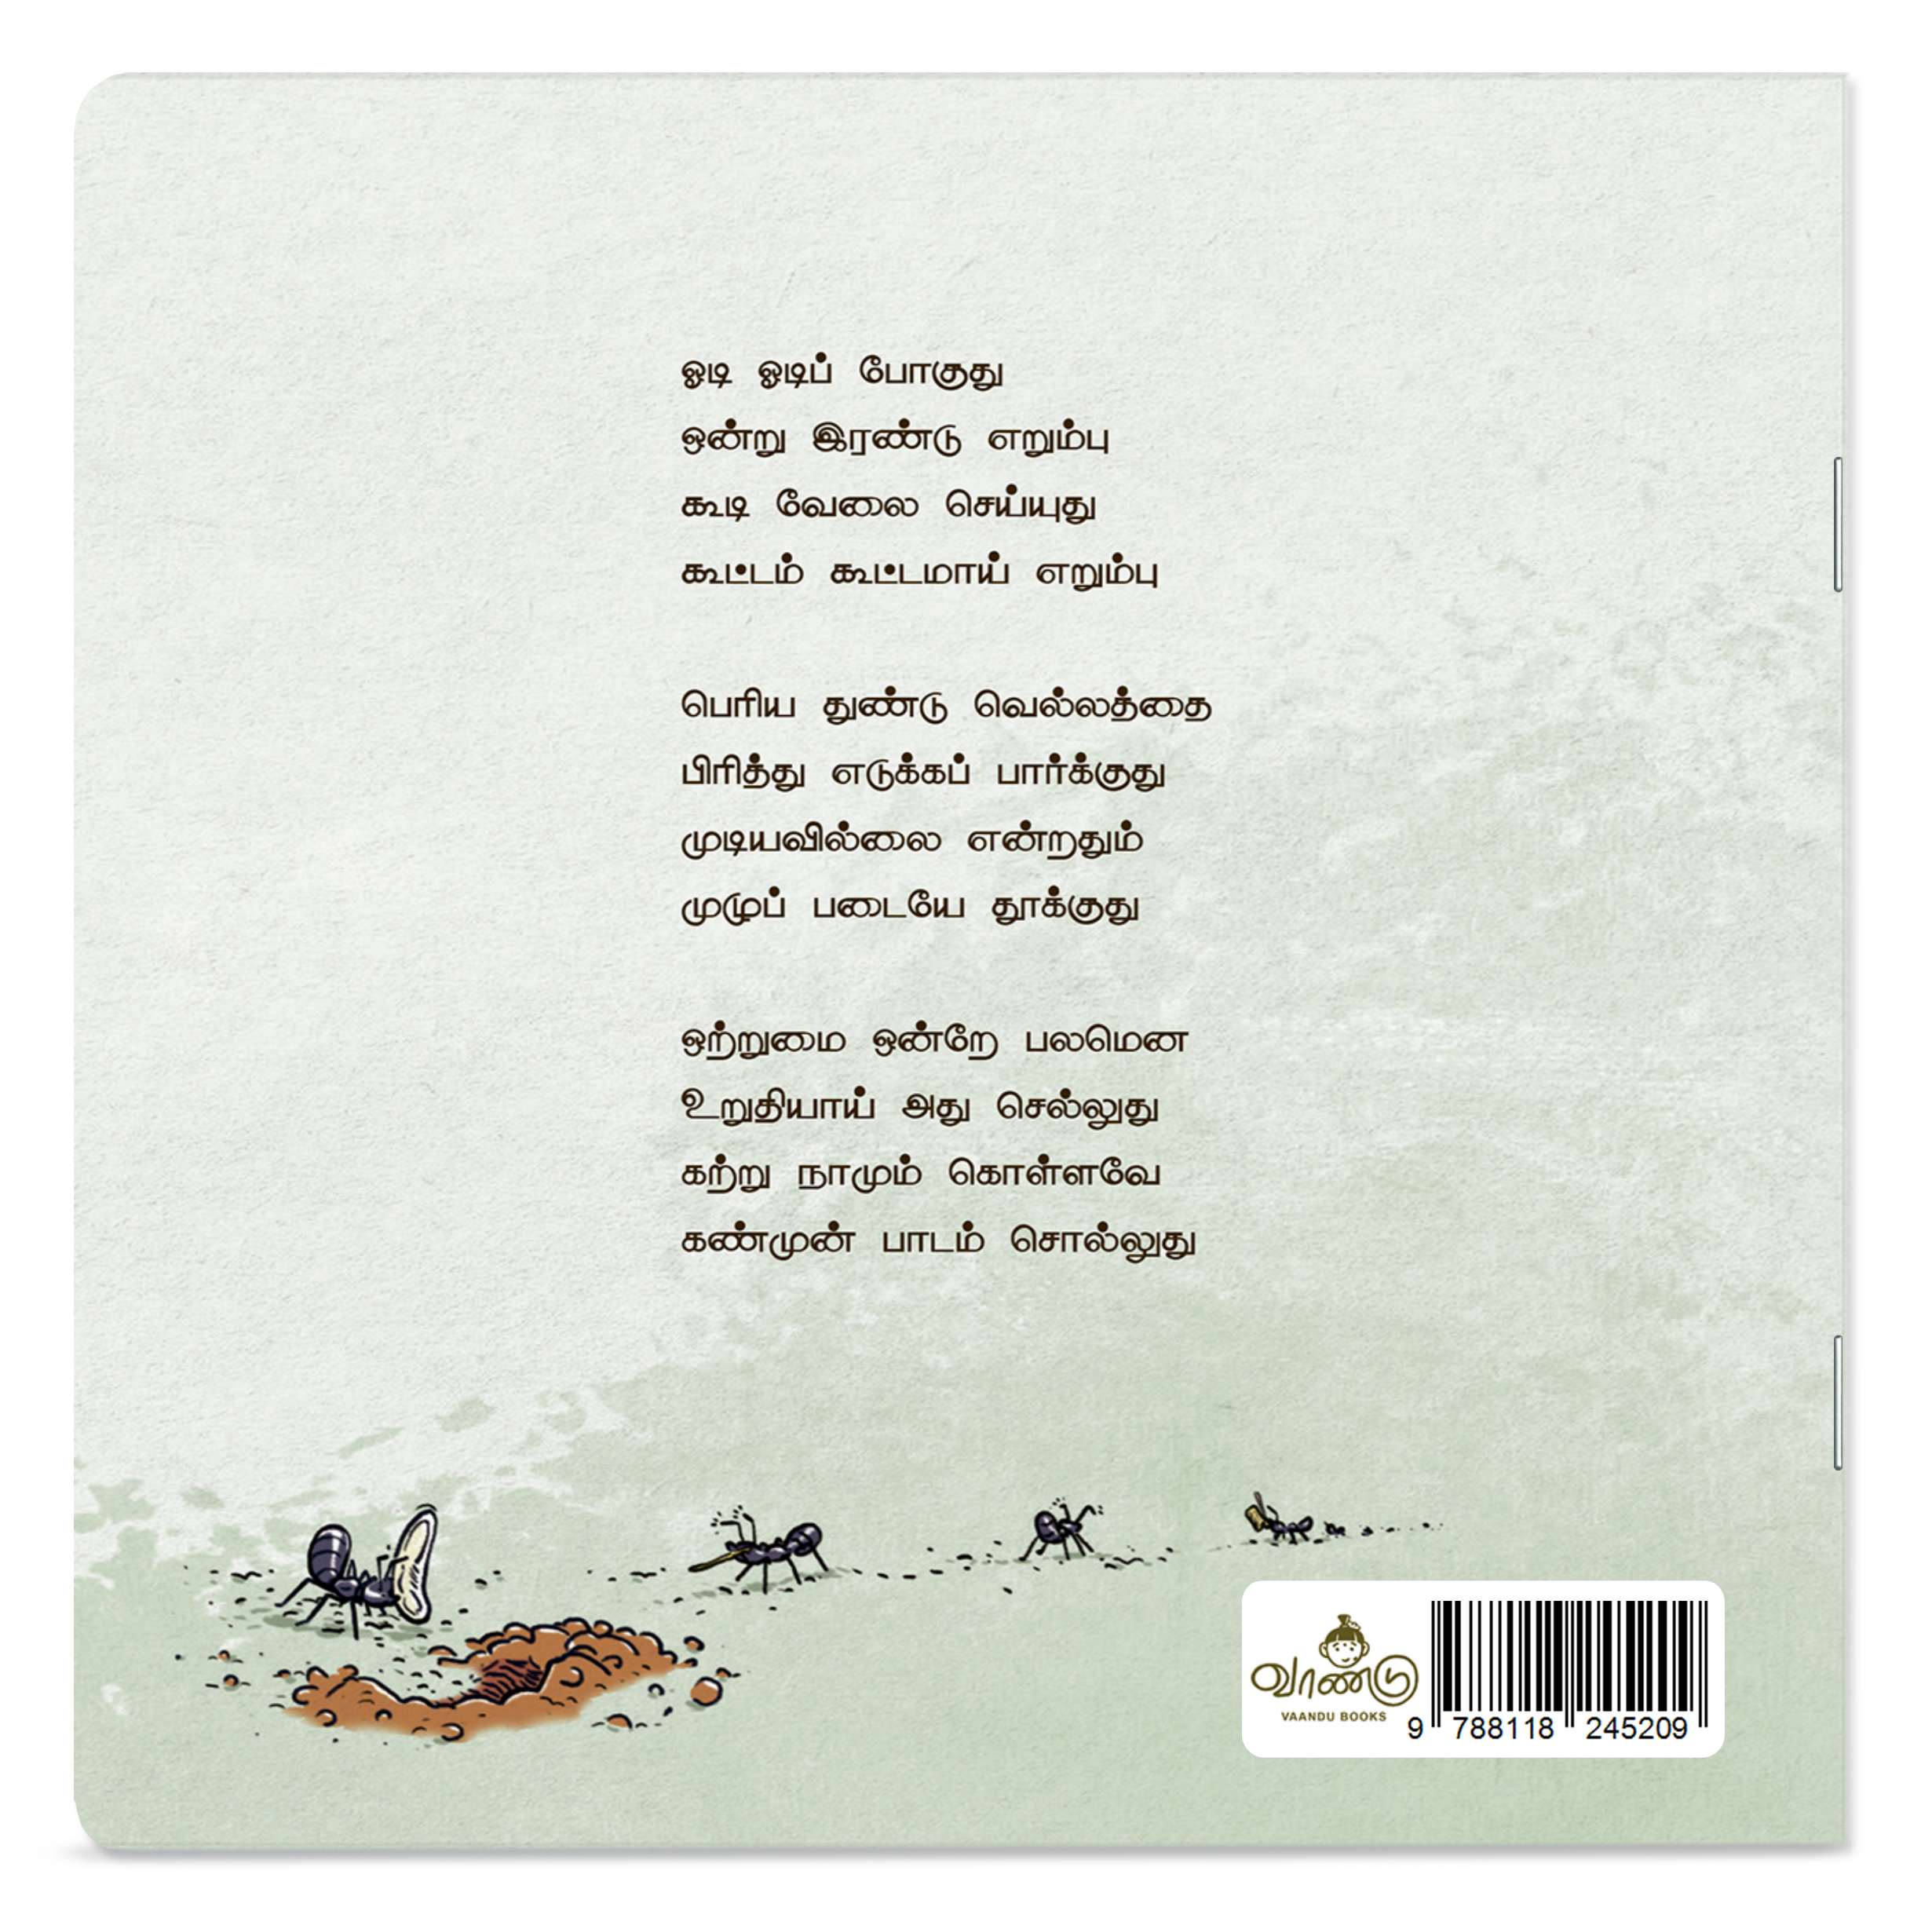 ஓடி ஓடிப் போகுது
ஒன்று இரண்டு எறும்பு
கூடி வேலை செய்யுது
கூட்டம் கூட்டமாய் எறும்பு
பெரிய துண்டு வெல்லத்தை
பிரித்து எடுக்கப் பார்க்குது
முடியவில்லை என்றதும்
முழுப் படையே தூக்குது
ஒற்றுமை ஒன்றே பலமென
உறுதியாய் அது செல்லுது
கற்று நாமும் கொள்ளவே
கண்முன் பாடம் சொல்லுது
வாண்டு
VAANDU BOOKS
9 788118 245209